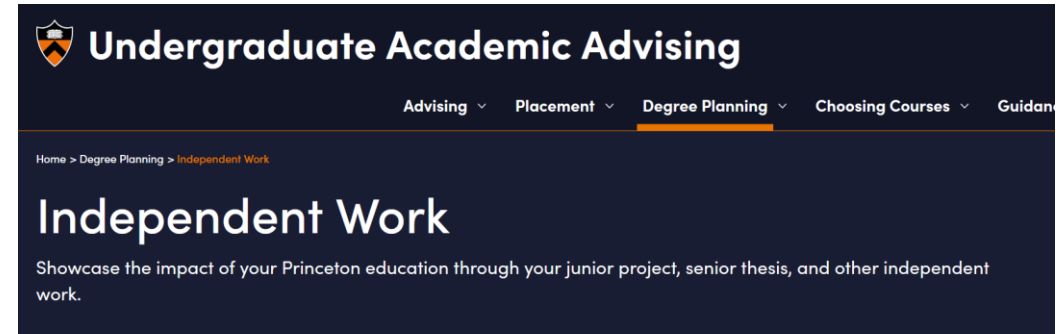 Undergraduate Academic Advising
Advising Placement Degree Planning Choosing Courses
Home > Degree Planning > Independent Work
Independent Work
Showcase the impact of your Princeton education through your junior project, senior thesis, and other independent
work.